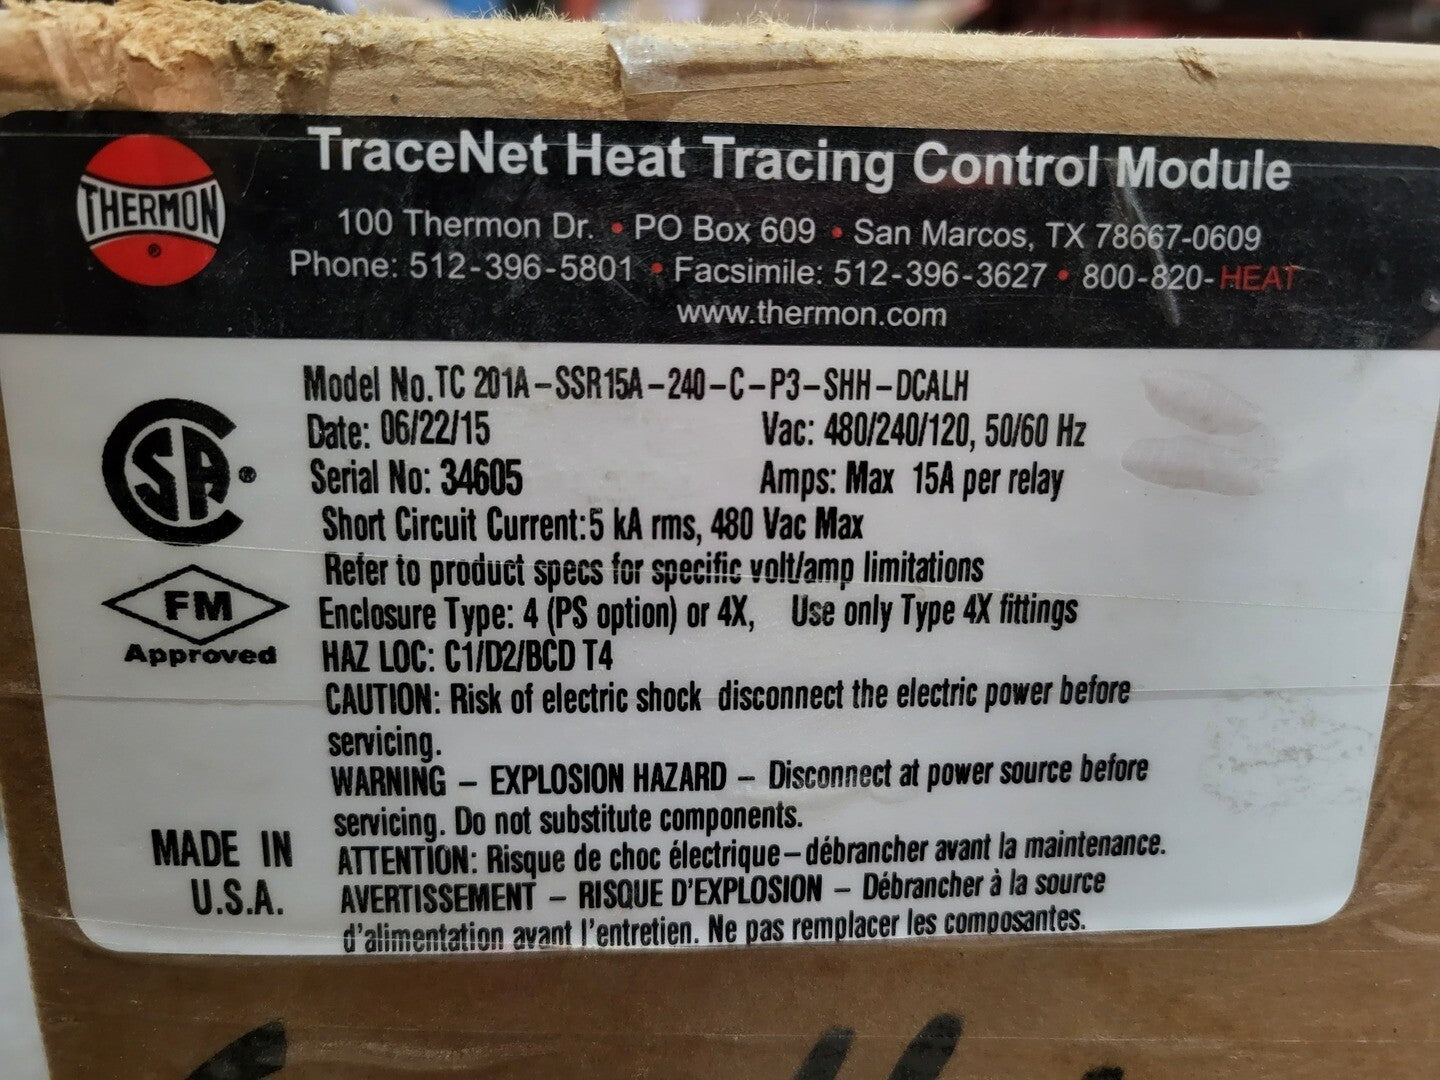 TraceNet Heat Tracing Control Module
THERMON
®
100 Thermon Dr. • PO Box 609 • San Marcos, TX 78667-0609
Phone: 512-396-5801 • Facsimile: 512-396-3627 • 800-820-HEAT
www.thermon.com
Model No. TC 201A-SSR15A-240-C-P3-SHH-DCALH
Date: 06/22/15 Vac: 480/240/120, 50/60 Hz
Serial No: 34605 Amps: Max 15A per relay
Short Circuit Current: 5 kA rms, 480 Vac Max
Refer to product specs for specific volt/amp limitations
Enclosure Type: 4 (PS option) or 4X, Use only Type 4X fittings
HAZ LOC: C1/D2/BCD T4
CAUTION: Risk of electric shock disconnect the electric power before
servicing.
WARNING – EXPLOSION HAZARD – Disconnect at power source before
servicing. Do not substitute components.
ATTENTION: Risque de choc électrique – débrancher avant la maintenance.
AVERTISSEMENT – RISQUE D'EXPLOSION – Débrancher à la source
d'alimentation avant l'entretien. Ne pas remplacer les composantes.
SA ®
FM
Approved
MADE IN
U.S.A.